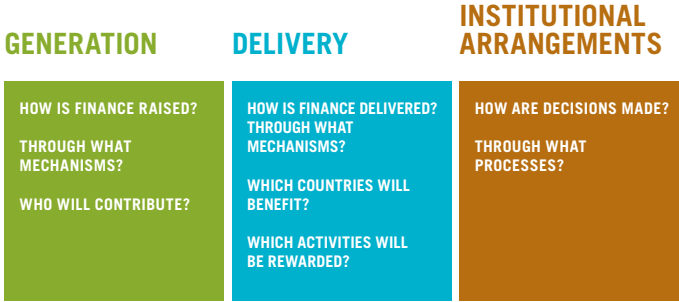 GENERATION
HOW IS FINANCE RAISED?
THROUGH WHAT
MECHANISMS?
WHO WILL CONTRIBUTE?
DELIVERY
HOW IS FINANCE DELIVERED?
THROUGH WHAT
MECHANISMS?
WHICH COUNTRIES WILL
BENEFIT?
WHICH ACTIVITIES WILL
BE REWARDED?
INSTITUTIONAL
ARRANGEMENTS
HOW ARE DECISIONS MADE?
THROUGH WHAT
PROCESSES?